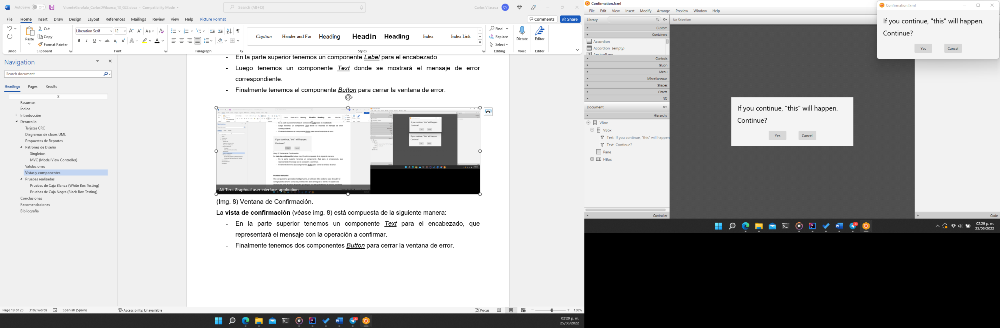 AutoSave Off VicenteGarofalo_CarlosDVilaseca_13_G22.docx - Compatibility Mode
Search (Alt+Q)
Carlos Vilaseca CV
File Home Insert Draw Design Layout References Mailings Review View Help Picture Format
Comments Share
Paste
Cut
Copy
Format Painter
Liberation Serif 12
Caption Header and Foo Heading Headin Heading Index Index Link
Find
Replace
Select
Dictate
Editor
Undo Clipboard Font Paragraph Styles Editing Voice Editor
Navigation
Search document
Headings Pages Results
Resumen
Índice
Introducción
Desarrollo
Tarjetas CRC
Diagramas de clases UML
Propuestas de Reportes
Patrones de Diseño
Singleton
MVC (Model View Controller)
Validaciones
Vistas y componentes
Pruebas realizadas
Pruebas de Caja Blanca (White Box Testing)
Pruebas de Caja Negra (Black Box Testing)
Conclusiones
Recomendaciones
Bibliografía
- En la parte superior tenemos un componente Label para el encabezado
- Luego tenemos un componente Text donde se mostrará el mensaje de error
correspondiente.
- Finalmente tenemos el componente Button para cerrar la ventana de error.
If you continue, "this" will happen.
Continue?
Alt Text: Graphical user interface, application
(Img. 8) Ventana de Confirmación.
La vista de confirmación (véase img. 8) está compuesta de la siguiente manera:
- En la parte superior tenemos un componente Text para el encabezado, que
representará el mensaje con la operación a confirmar.
- Finalmente tenemos dos componentes Button para cerrar la ventana de error.
Page 19 of 23 3182 words Spanish (Spain) Accessibility: Unavailable
Focus 130%
23
02:29 p. m.
25/06/2022
Confirmation.fxml
File Edit View Insert Modify Arrange Preview Window Help
Library
No Selection
Custom
Containers
Accordion
Accordion (empty)
AnchorPane
Controls
Gluon
Menu
Miscellaneous
Shapes
Charts
3D
Document
Hierarchy
VBox
VBox
Text If you continue, "this" will happen
Text Continue?
Pane
HBox
Controller
Code
If you continue, "this" will happen.
Continue?
Yes Cancel
Confirmation.fxml
If you continue, "this" will happen.
Continue?
Yes Cancel
23
02:29 p. m.
25/06/2022